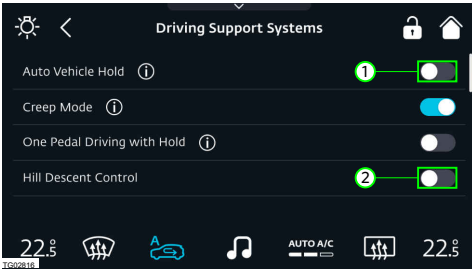 Driving Support Systems
Auto Vehicle Hold i
1
Creep Mode i
One Pedal Driving with Hold i
Hill Descent Control
2
22.5
A
AUTO A/C
22.5
TG02816